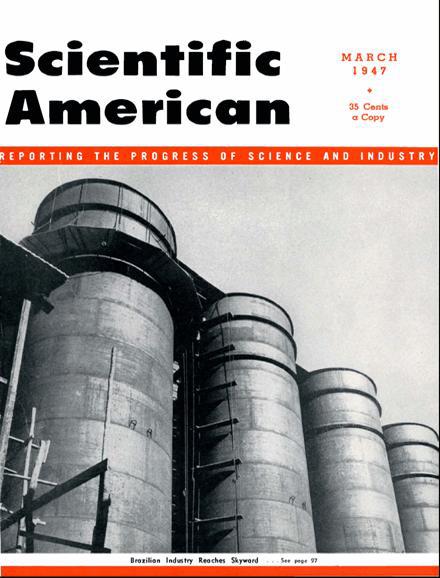 Scientific
American
MARCH
1947
35 Cents
a Copy
REPORTING THE PROGRESS OF SCIENCE AND INDUSTRY
Brazilian Industry Reaches Skyward . . . See page 97